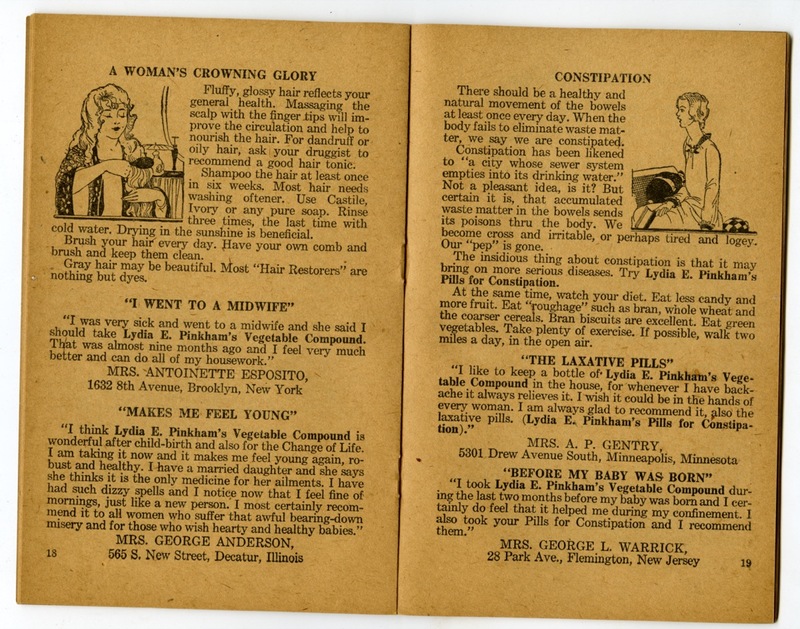 A WOMAN'S CROWNING GLORY
Fluffy, glossy hair reflects your
general health. Massaging the
scalp with the finger tips will im-
prove the circulation and help to
nourish the hair. For dandruff or
oily hair, ask your druggist to
recommend a good hair tonic.
Shampoo the hair at least once
in six weeks. Most hair needs
washing oftener. Use Castile,
Ivory or any pure soap. Rinse
three times, the last time with
cold water. Drying in the sunshine is beneficial.
Brush your hair every day. Have your own comb and
brush and keep them clean.
Gray hair may be beautiful. Most "Hair Restorers" are
nothing but dyes.
"I WENT TO A MIDWIFE"
"I was very sick and went to a midwife and she said I
should take Lydia E. Pinkham's Vegetable Compound.
That was almost nine months ago and I feel very much
better and can do all of my housework."
MRS. ANTOINETTE ESPOSITO,
1632 8th Avenue, Brooklyn, New York
"MAKES ME FEEL YOUNG"
"I think Lydia E. Pinkham's Vegetable Compound is
wonderful after child-birth and also for the Change of Life.
I am taking it now and it makes me feel young again, ro-
bust and healthy. I have a married daughter and she says
she thinks it is the only medicine for her ailments. I have
had such dizzy spells and I notice now that I feel fine of
mornings, just like a new person. I most certainly recom-
mend it to all women who suffer that awful bearing-down
misery and for those who wish hearty and healthy babies."
MRS. GEORGE ANDERSON,
565 S. New Street, Decatur, Illinois
18
CONSTIPATION
There should be a healthy and
natural movement of the bowels
at least once every day. When the
body fails to eliminate waste mat-
ter, we say we are constipated.
Constipation has been likened
to "a city whose sewer system
empties into its drinking water."
Not a pleasant idea, is it? But
certain it is, that accumulated
waste matter in the bowels sends
its poisons thru the body. We
become cross and irritable, or perhaps tired and logey.
Our "pep" is gone.
The insidious thing about constipation is that it may
bring on more serious diseases. Try Lydia E. Pinkham's
Pills for Constipation.
At the same time, watch your diet. Eat less candy and
more fruit. Eat "roughage" such as bran, whole wheat and
the coarser cereals. Bran biscuits are excellent. Eat green
vegetables. Take plenty of exercise. If possible, walk two
miles a day, in the open air.
"THE LAXATIVE PILLS"
"I like to keep a bottle of Lydia E. Pinkham's Vege-
table Compound in the house, for whenever I have back-
ache it always relieves it. I wish it could be in the hands of
every woman. I am always glad to recommend it, also the
laxative pills. (Lydia E. Pinkham's Pills for Constipa-
tion)."
MRS. A. P. GENTRY,
5301 Drew Avenue South, Minneapolis, Minnesota
"BEFORE MY BABY WAS BORN"
"I took Lydia E. Pinkham's Vegetable Compound dur-
ing the last two months before my baby was born and I cer-
tainly do feel that it helped me during my confinement. I
also took your Pills for Constipation and I recommend
them."
MRS. GEORGE L. WARRICK,
28 Park Ave., Flemington, New Jersey
19